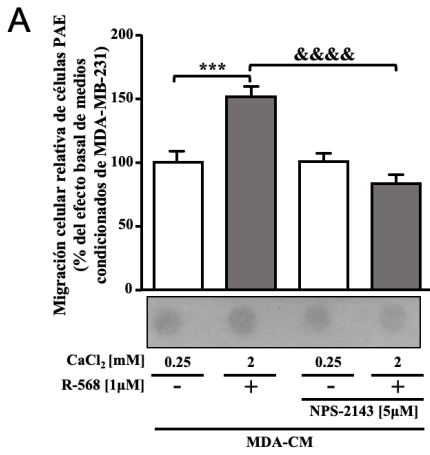 A
Migración celular relativa de células PAE
(% del efecto basal de medios
condicionados de MDA-MB-231)
200
150
100
50
0
***
&&&&
CaCl₂ [mM] 0.25 2 0.25 2
R-568 [1µM] - + - +
NPS-2143 [5µM]
MDA-CM